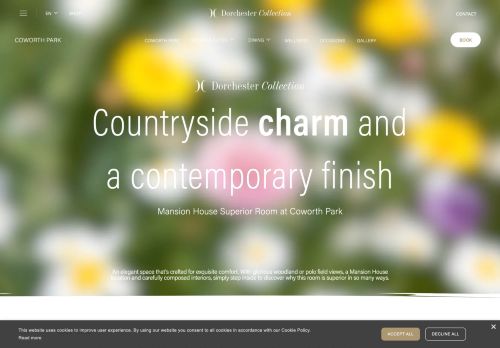 EN
Dorchester Collection
CONTACT
COWORTH PARK
COWORTH PARK
DINING
WELLNESS
OCCASIONS
GALLERY
BOOK
Dorchester Collection
Countryside charm and
a contemporary finish
Mansion House Superior Room at Coworth Park
An elegant space that's crafted for exquisite comfort. With glorious woodland or polo field views, a Mansion House
location and carefully composed interiors, simply step inside to discover why this room is superior in so many ways.
This website uses cookies to improve user experience. By using our website you consent to all cookies in accordance with our Cookie Policy.
Read more
ACCEPT ALL
DECLINE ALL